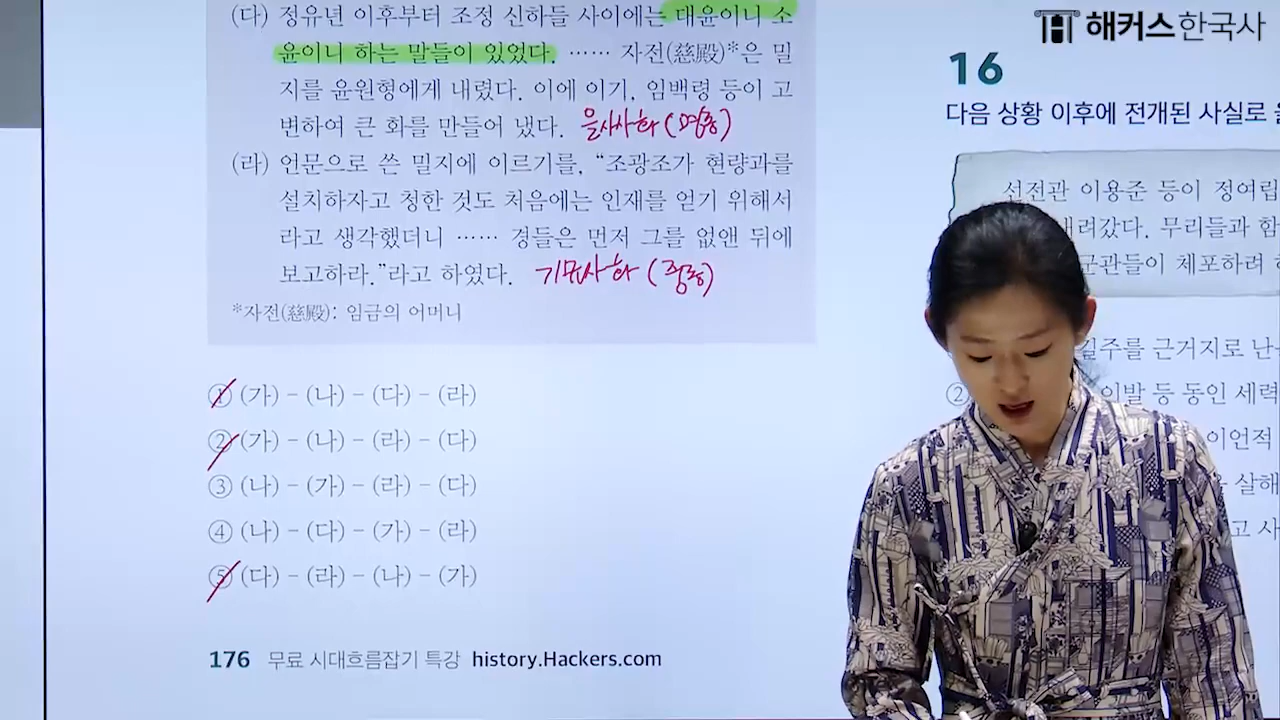 (다) 정유년 이후부터 조정 신하들 사이에는 대윤이니 소
윤이니 하는 말들이 있었다. …… 자전(慈殿)*은 밀
지를 윤원형에게 내렸다. 이에 이기, 임백령 등이 고
변하여 큰 화를 만들어 냈다. 을사사화(명종)
(라) 언문으로 쓴 밀지에 이르기를, “조광조가 현량과를
설치하자고 청한 것도 처음에는 인재를 얻기 위해서
라고 생각했더니 …… 경들은 먼저 그를 없앤 뒤에
보고하라.”라고 하였다. 기묘사화(중종)
*자전(慈殿): 임금의 어머니
① (가) - (나) - (다) - (라)
② (가) - (나) - (라) - (다)
③ (나) - (가) - (라) - (다)
④ (나) - (다) - (가) - (라)
⑤ (다) - (라) - (나) - (가)
176 무료 시대흐름잡기 특강 history.Hackers.com
해커스한국사
16
다음 상황 이후에 전개된 사실로
선전관 이용준 등이 정여립
내려갔다. 무리들과 함
군관들이 체포하려
길주를 근거지로 난
② 이발 등 동인 세력
이언적
살해
고 사